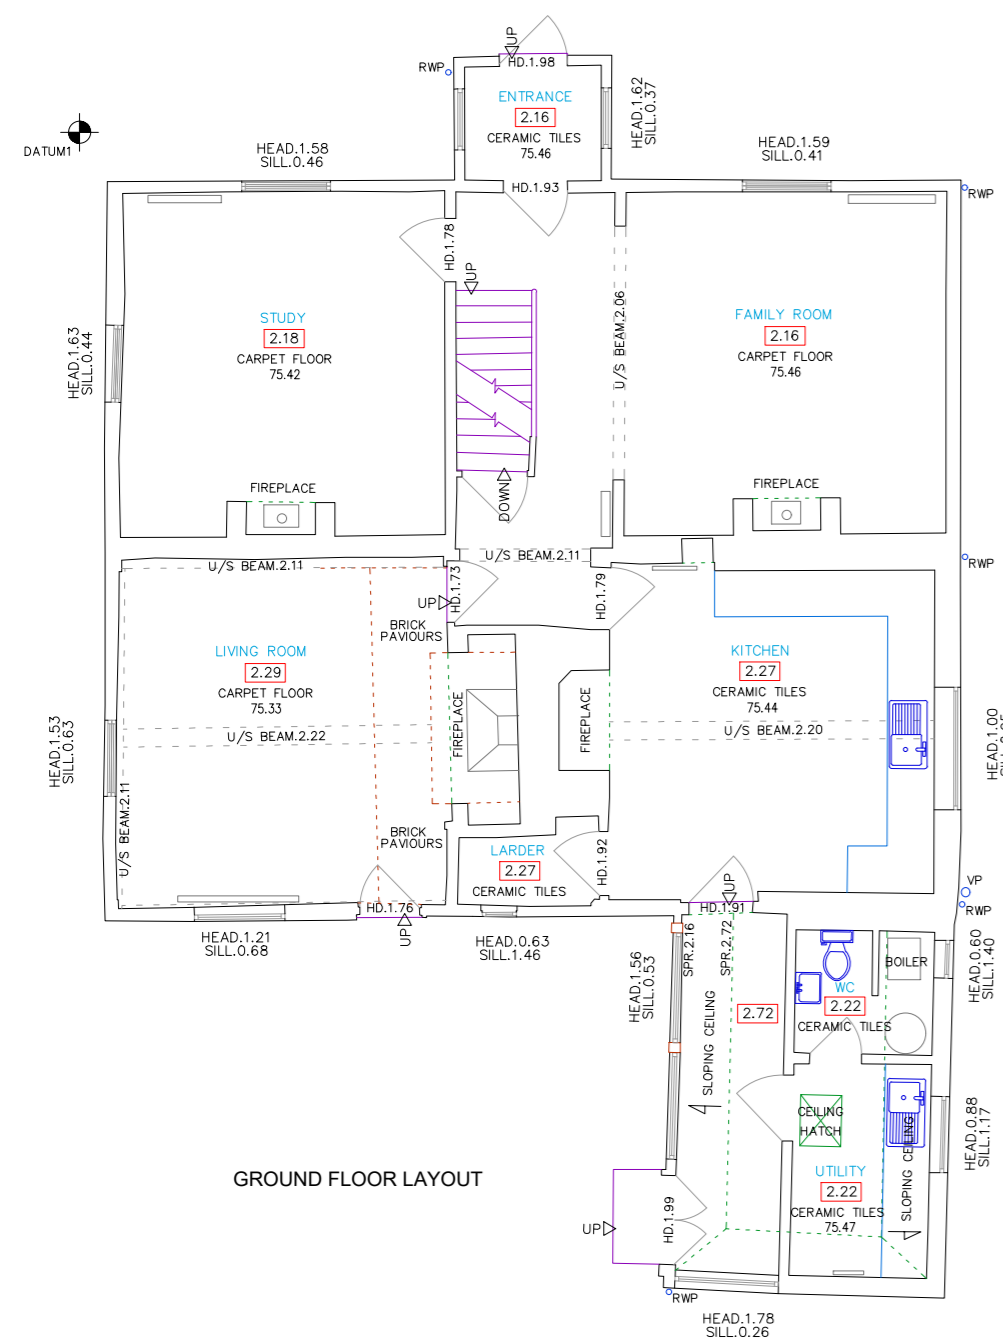 UP
HD.1.98
RWP
ENTRANCE
2.16
CERAMIC TILES
75.46
HEAD.1.62
SILL.0.37
DATUM1
HEAD.1.58
SILL.0.46
HEAD.1.59
SILL.0.41
HD.1.93
RWP
HD.1.78
UP
U/S BEAM.2.06
STUDY
2.18
CARPET FLOOR
75.42
FAMILY ROOM
2.16
CARPET FLOOR
75.46
HEAD.1.63
SILL.0.44
FIREPLACE
DOWN
FIREPLACE
U/S BEAM.2.11
U/S BEAM.2.11
RWP
HD.1.73
UP
HD.1.79
BRICK
PAVIOURS
LIVING ROOM
2.29
CARPET FLOOR
75.33
KITCHEN
2.27
CERAMIC TILES
75.44
FIREPLACE
FIREPLACE
U/S BEAM.2.22
U/S BEAM.2.20
HEAD.1.53
SILL.0.63
HEAD.1.00
U/S BEAM.2.11
BRICK
PAVIOURS
LARDER
2.27
CERAMIC TILES
HD.1.92
UP
HD.1.91
VP
RWP
HD.1.76
UP
HEAD.1.21
SILL.0.68
HEAD.0.63
SILL.1.46
HEAD.1.56
SILL.0.53
SPR.2.16
SPR.2.72
BOILER
HEAD.0.60
SILL.1.40
WC
2.22
CERAMIC TILES
2.72
SLOPING CEILING
CEILING
HATCH
HEAD.0.88
SILL.1.17
SLOPING CEILING
UTILITY
2.22
CERAMIC TILES
75.47
GROUND FLOOR LAYOUT
UP
HD.1.99
RWP
HEAD.1.78
SILL.0.26